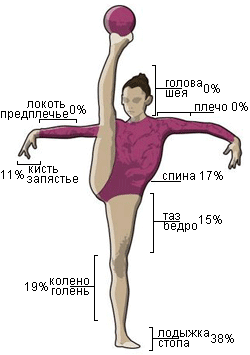 голова
шея 0%
локоть
предплечье 0%
плечо 0%
11% кисть
запястье
спина 17%
таз
бедро 15%
19% колено
голень
лодыжка
стопа 38%